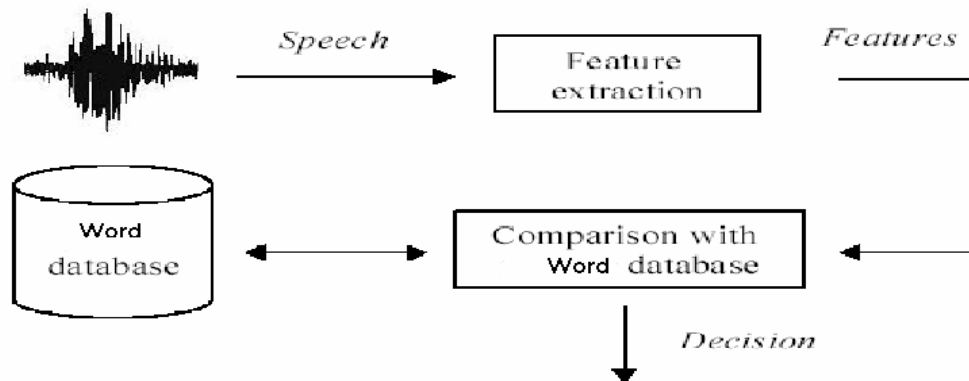 Speech
Feature
extraction
Features
Word
database
Comparison with
Word database
Decision